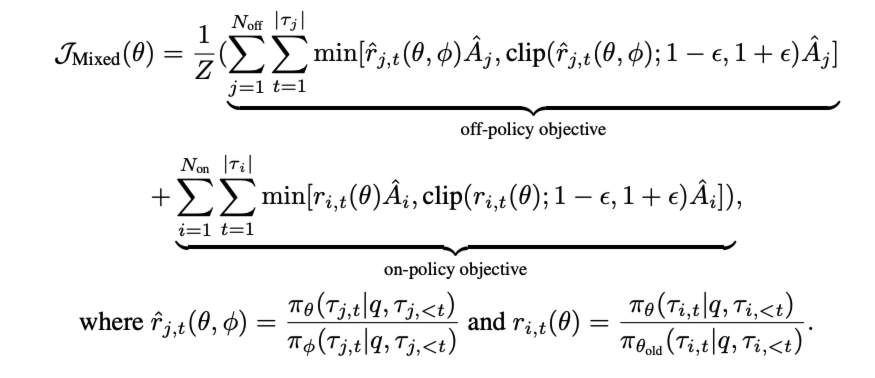 𝒥_Mixed(θ) = 1/Z (∑_{j=1}^{N_off} ∑_{t=1}^{|τ_j|} min[r̂_{j,t}(θ, ϕ)Â_j, clip(r̂_{j,t}(θ, ϕ); 1 − ϵ, 1 + ϵ)Â_j]
off-policy objective
+ ∑_{i=1}^{N_on} ∑_{t=1}^{|τ_i|} min[r_{i,t}(θ)Â_i, clip(r_{i,t}(θ); 1 − ϵ, 1 + ϵ)Â_i]),
on-policy objective
where r̂_{j,t}(θ, ϕ) = π_θ(τ_{j,t}|q, τ_{j,<t}) / π_ϕ(τ_{j,t}|q, τ_{j,<t}) and r_{i,t}(θ) = π_θ(τ_{i,t}|q, τ_{i,<t}) / π_{θ_old}(τ_{i,t}|q, τ_{i,<t}).